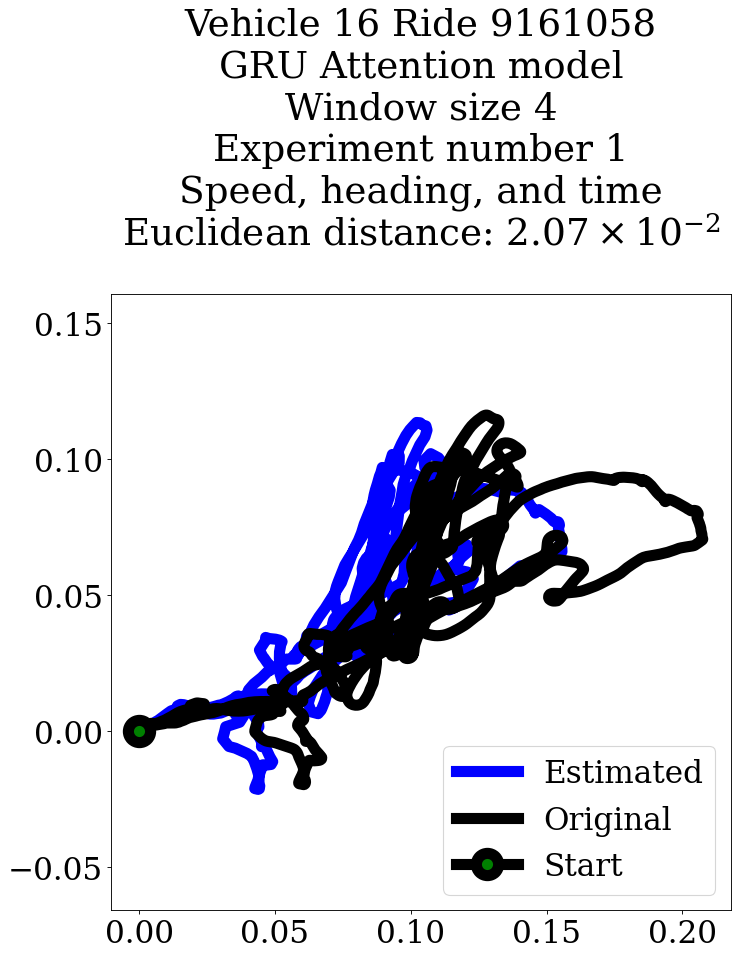 Vehicle 16 Ride 9161058
GRU Attention model
Window size 4
Experiment number 1
Speed, heading, and time
Euclidean distance: 2.07 × 10⁻²
0.15
0.10
0.05
0.00
−0.05
0.00 0.05 0.10 0.15 0.20
Estimated
Original
Start